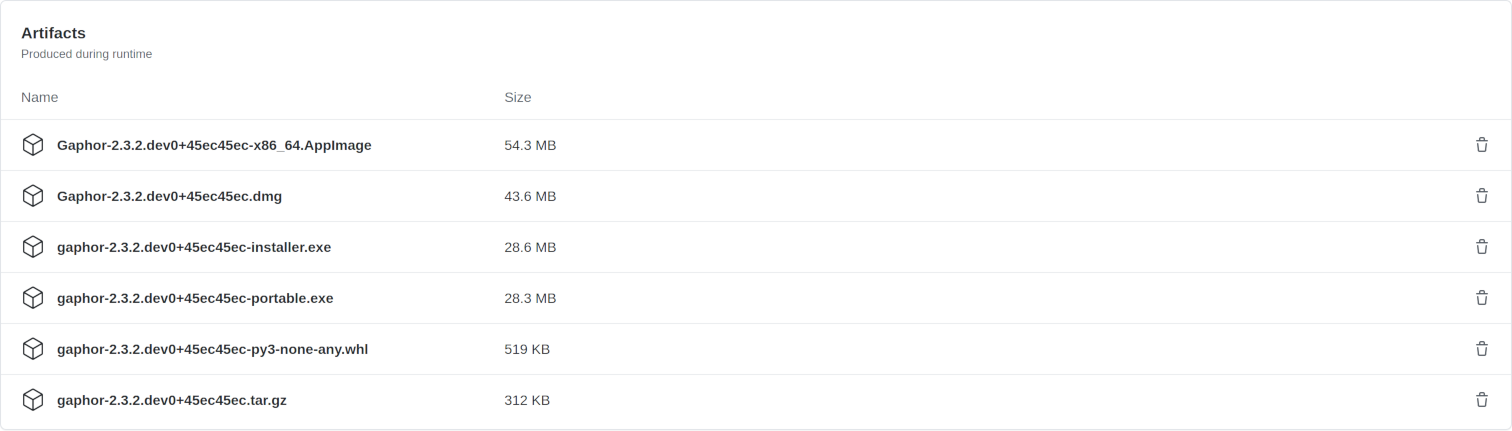 Artifacts
Produced during runtime
Name Size
Gaphor-2.3.2.dev0+45ec45ec-x86_64.AppImage 54.3 MB
Gaphor-2.3.2.dev0+45ec45ec.dmg 43.6 MB
gaphor-2.3.2.dev0+45ec45ec-installer.exe 28.6 MB
gaphor-2.3.2.dev0+45ec45ec-portable.exe 28.3 MB
gaphor-2.3.2.dev0+45ec45ec-py3-none-any.whl 519 KB
gaphor-2.3.2.dev0+45ec45ec.tar.gz 312 KB